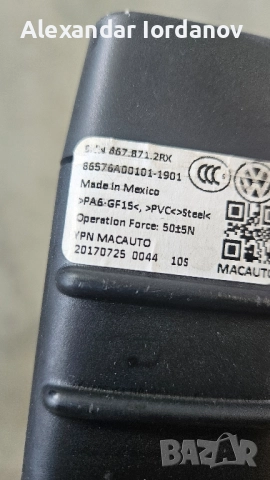 Alexandar Iordanov
867.871.2RX
86576A00101-1901
Made in Mexico
>PA6-GF15<, >PVC<>Steel<
Operation Force: 50±5N
YPN MACAUTO
20170725 0044 10S
MACAUTO
BAZAR